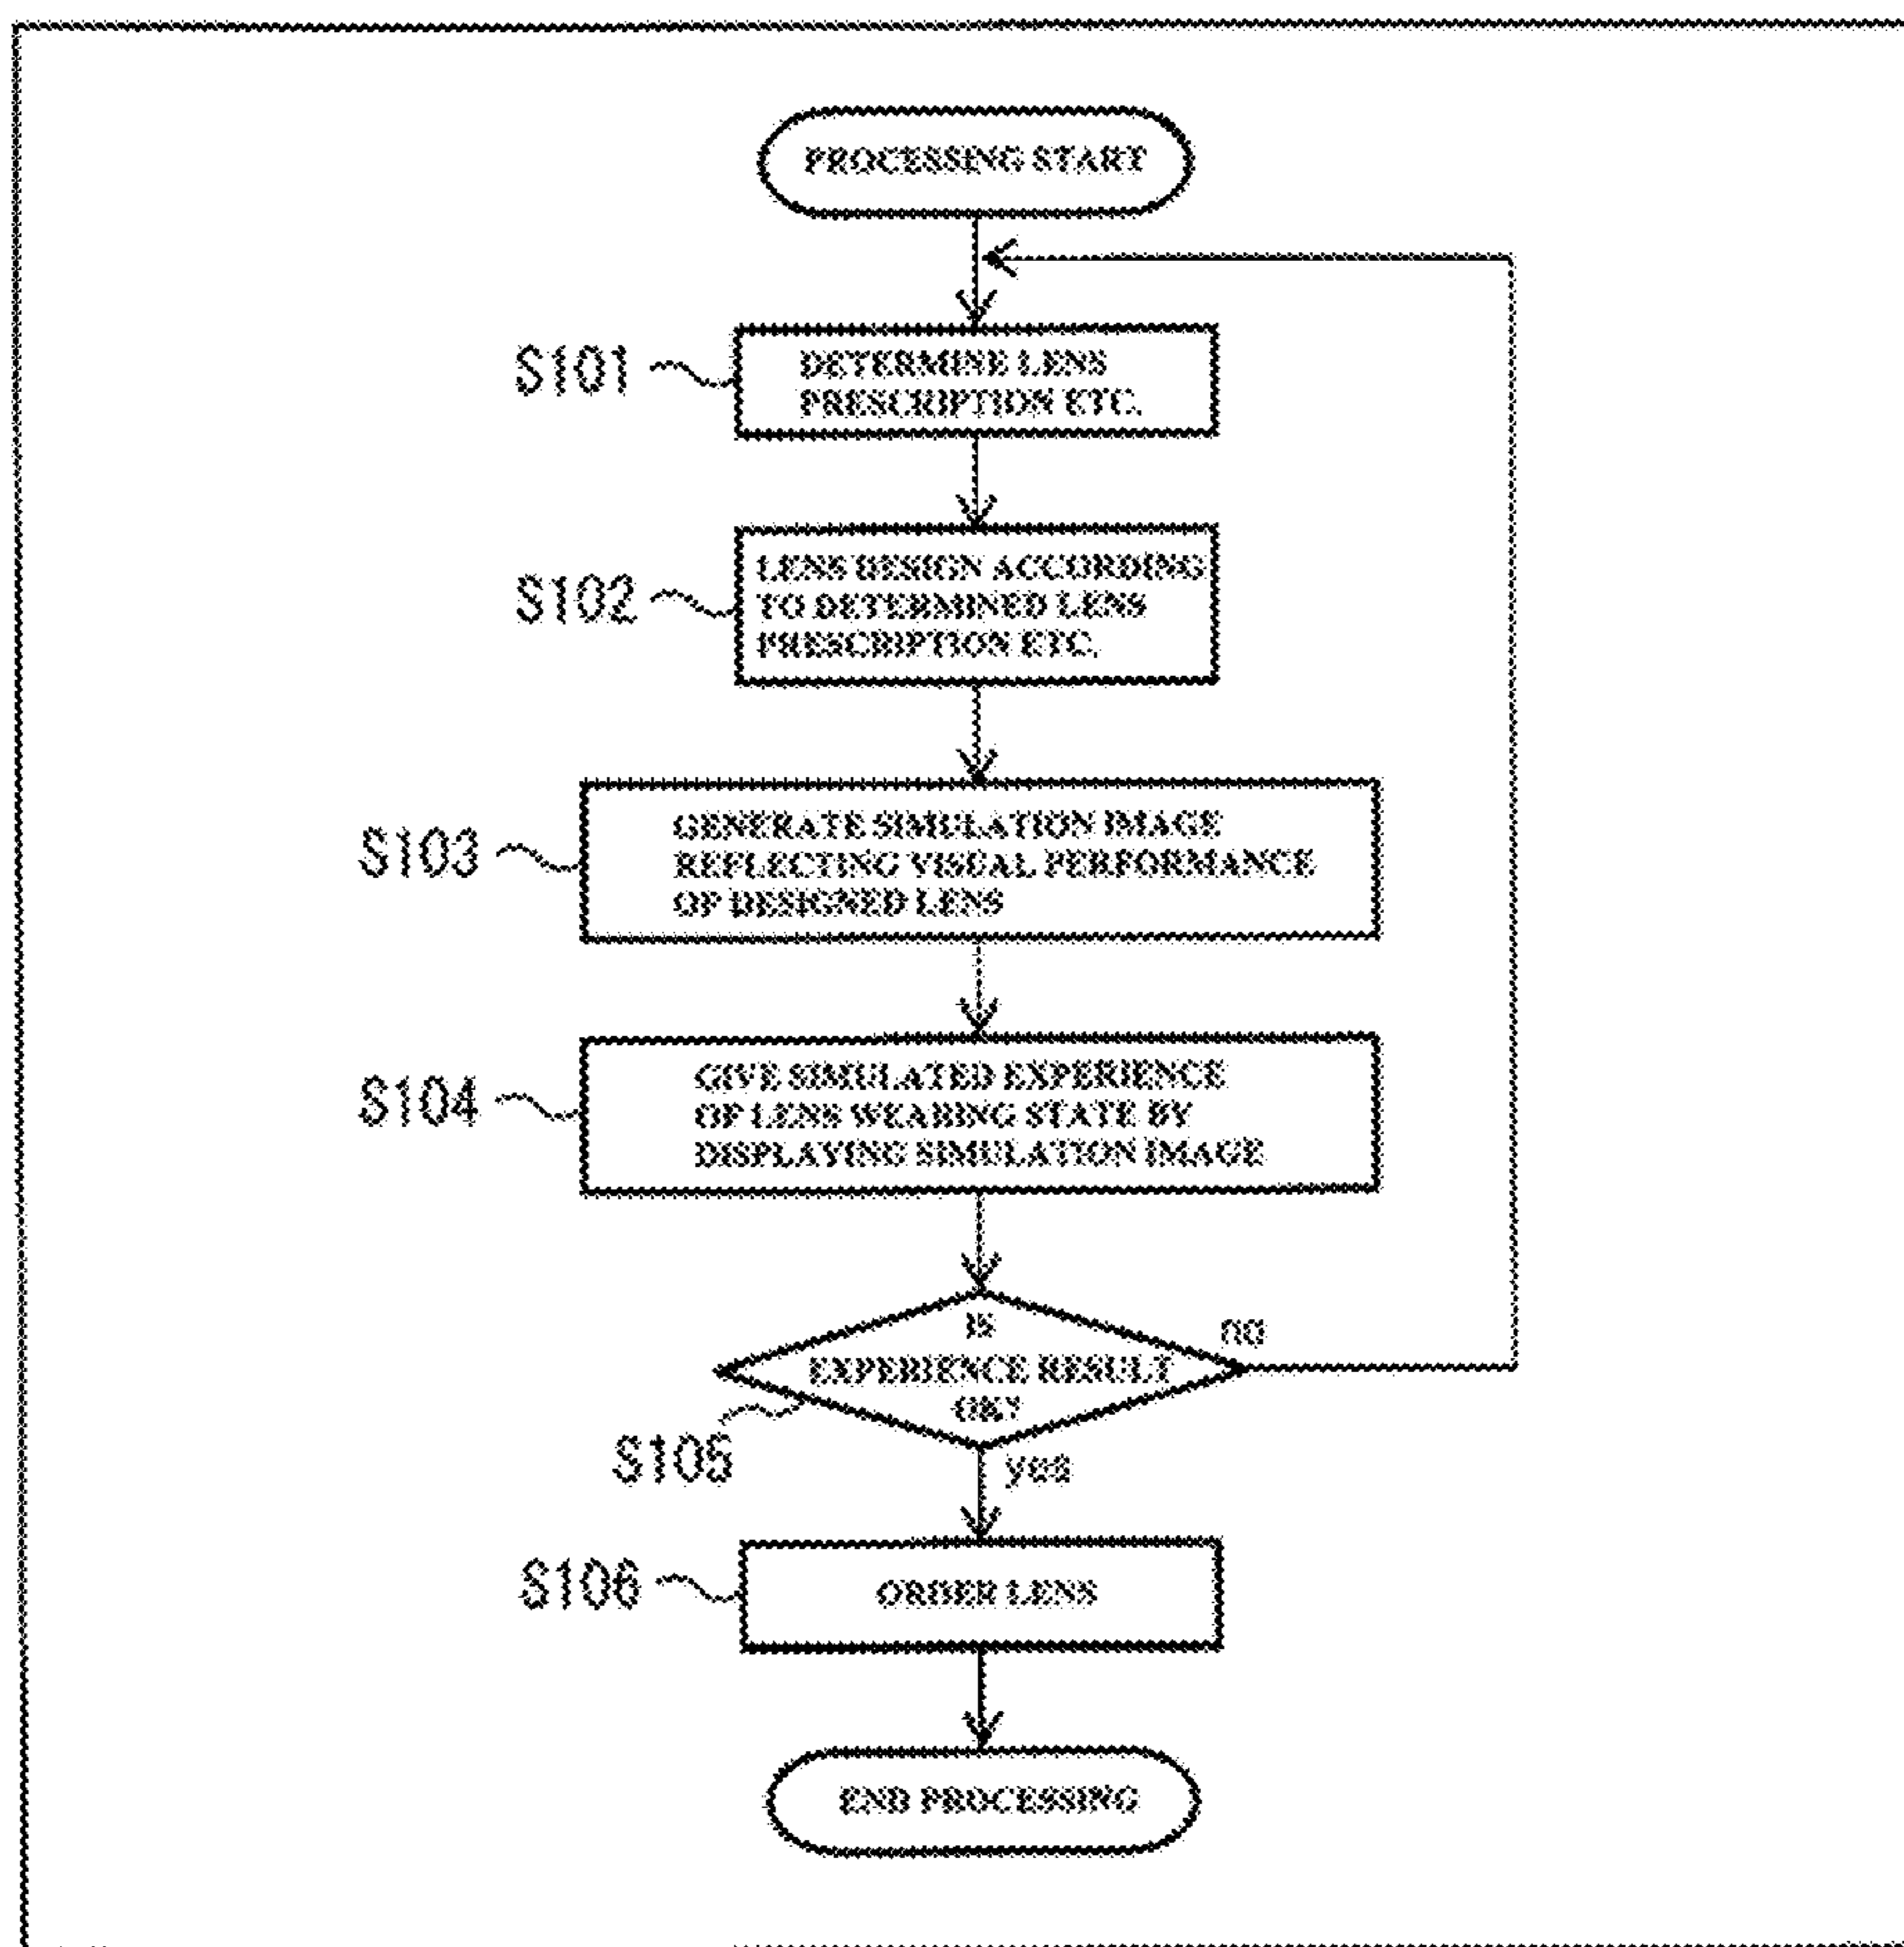 PROCESSING START
S101
DETERMINE LENS
PRESCRIPTION ETC.
S102
LENS DESIGN ACCORDING
TO DETERMINED LENS
PRESCRIPTION ETC.
S103
GENERATE SIMULATION IMAGE
REFLECTING VISUAL PERFORMANCE
OF DESIGNED LENS
S104
GIVE SIMULATED EXPERIENCE
OF LENS WEARING STATE BY
DISPLAYING SIMULATION IMAGE
IS
EXPERIENCE RESULT
OK?
no
S105
yes
S106
ORDER LENS
END PROCESSING